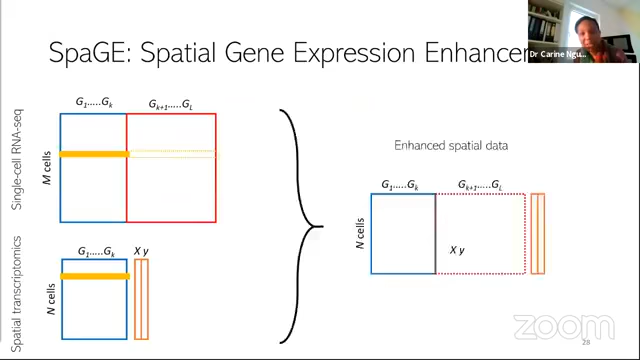 SpaGE: Spatial Gene Expression Enhancem
Dr Carine Ngu...
G1.....Gk
Gk+1.....GL
Single-cell RNA-seq
M cells
Enhanced spatial data
G1.....Gk
Gk+1.....GL
N cells
X y
Spatial transcriptomics
G1.....Gk
X y
N cells
zoom
28